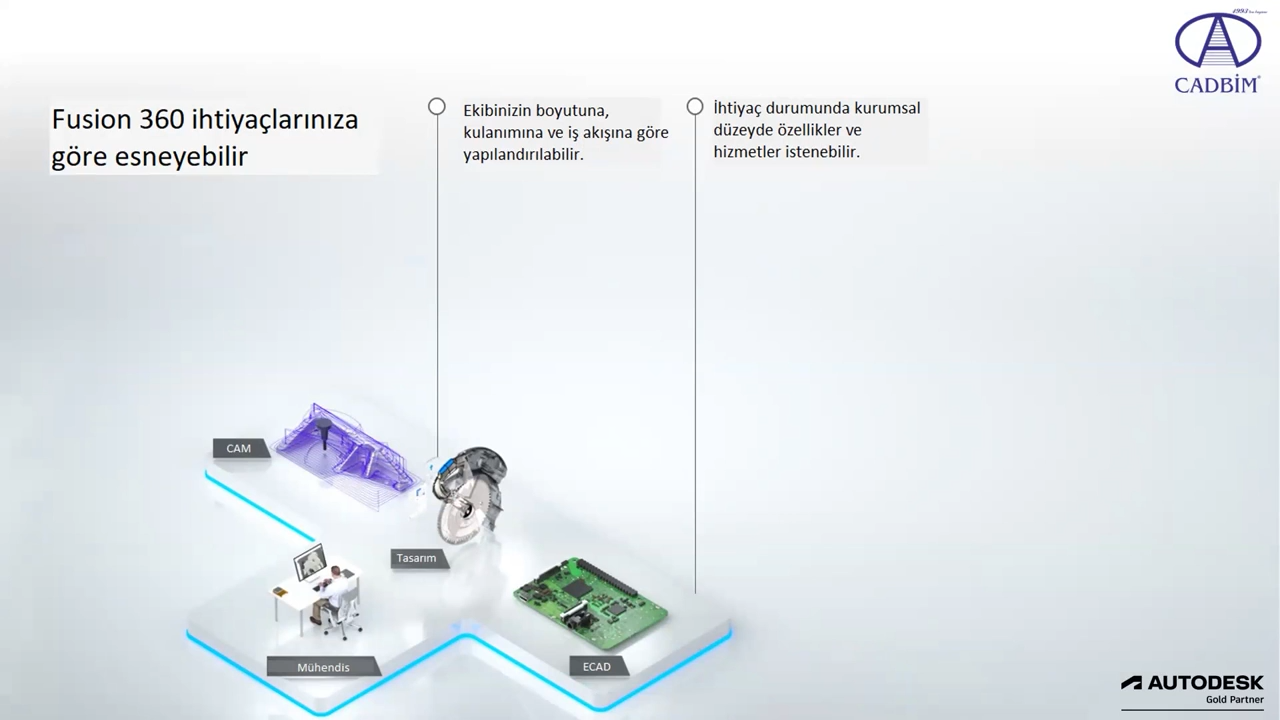 CADBİM
Fusion 360 ihtiyaçlarınıza
göre esneyebilir
Ekibinizin boyutuna,
kulanımına ve iş akışına göre
yapılandırılabilir.
İhtiyaç durumunda kurumsal
düzeyde özellikler ve
hizmetler istenebilir.
CAM
Tasarım
Mühendis
ECAD
AUTODESK
Gold Partner